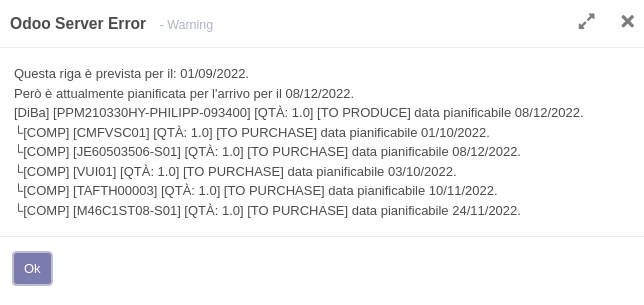 Odoo Server Error - Warning
Questa riga è prevista per il: 01/09/2022.
Però è attualmente pianificata per l'arrivo per il 08/12/2022.
[DiBa] [PPM210330HY-PHILIPP-093400] [QTÀ: 1.0] [TO PRODUCE] data pianificabile 08/12/2022.
└[COMP] [CMFVSC01] [QTÀ: 1.0] [TO PURCHASE] data pianificabile 01/10/2022.
└[COMP] [JE60503506-S01] [QTÀ: 1.0] [TO PURCHASE] data pianificabile 08/12/2022.
└[COMP] [VUI01] [QTÀ: 1.0] [TO PURCHASE] data pianificabile 03/10/2022.
└[COMP] [TAFTH00003] [QTÀ: 1.0] [TO PURCHASE] data pianificabile 10/11/2022.
└[COMP] [M46C1ST08-S01] [QTÀ: 1.0] [TO PURCHASE] data pianificabile 24/11/2022.
Ok